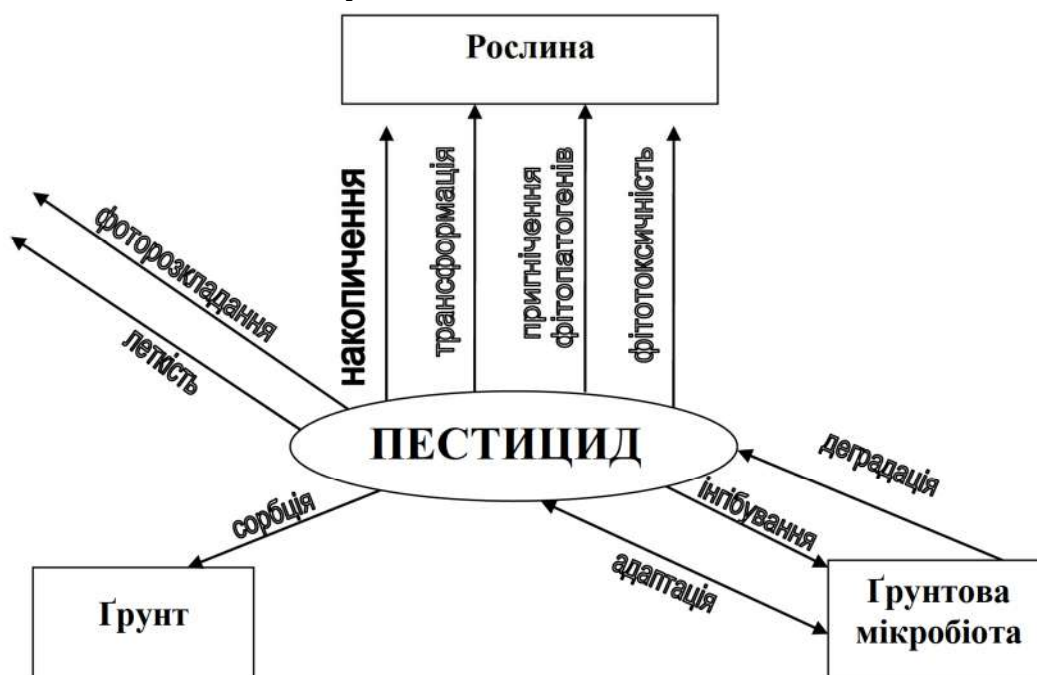 Рослина
накопичення
трансформація
пригнічення
фітопатогенів
фітотоксичність
фоторозкладання
леткість
ПЕСТИЦИД
деградація
сорбція
інгібування
адаптація
Ґрунт
Ґрунтова
мікробіота